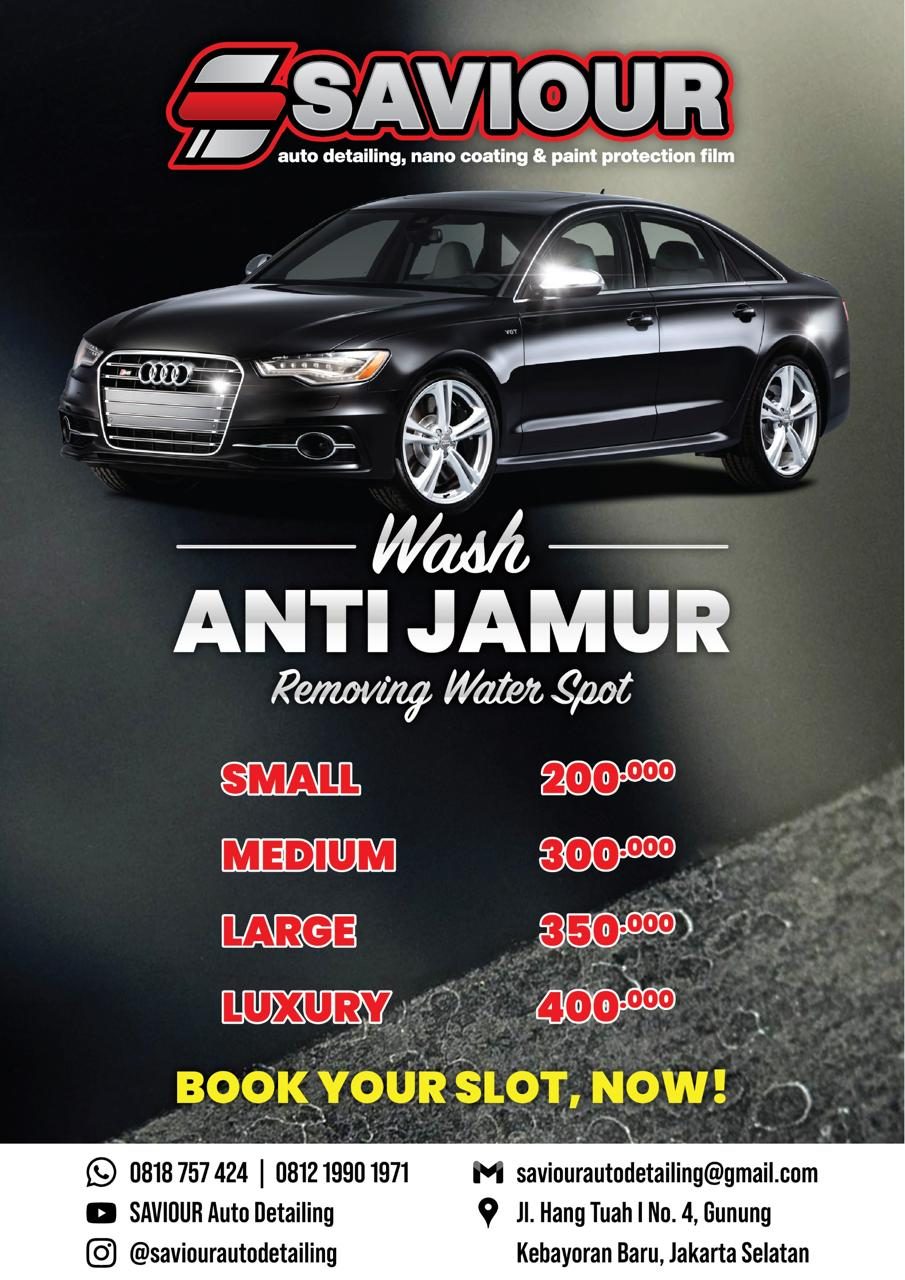 SAVIOUR
auto detailing, nano coating & paint protection film
Wash
ANTI JAMUR
Removing Water Spot
SMALL 200.000
MEDIUM 300.000
LARGE 350.000
LUXURY 400.000
BOOK YOUR SLOT, NOW!
0818 757 424 | 0812 1990 1971
SAVIOUR Auto Detailing
@saviourautodetailing
saviourautodetailing@gmail.com
Jl. Hang Tuah I No. 4, Gunung
Kebayoran Baru, Jakarta Selatan